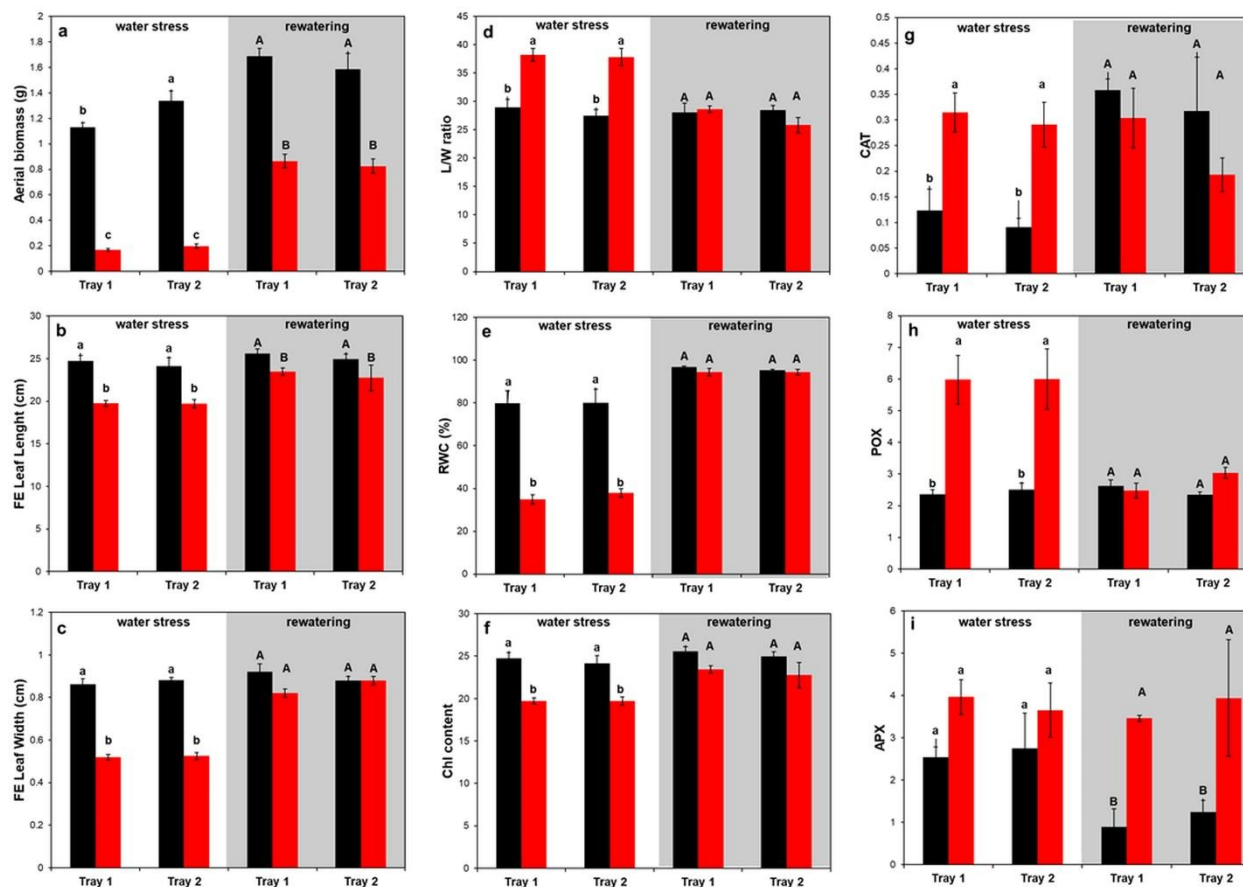 a water stress rewatering
Aerial biomass (g)
2
1.8
1.6
1.4
1.2
1
0.8
0.6
0.4
0.2
0
b c a c A B A B
Tray 1 Tray 2 Tray 1 Tray 2
b water stress rewatering
FE Leaf Lenght (cm)
30
25
20
15
10
5
0
a b a b A B A B
Tray 1 Tray 2 Tray 1 Tray 2
c water stress rewatering
FE Leaf Width (cm)
1.2
1
0.8
0.6
0.4
0.2
0
a b a b A A A A
Tray 1 Tray 2 Tray 1 Tray 2
d water stress rewatering
L/W ratio
45
40
35
30
25
20
15
10
5
0
b a b a A A A A
Tray 1 Tray 2 Tray 1 Tray 2
e water stress rewatering
RWC (%)
120
100
80
60
40
20
0
a b a b A A A A
Tray 1 Tray 2 Tray 1 Tray 2
f water stress rewatering
Chl content
30
25
20
15
10
5
0
a b a b A A A A
Tray 1 Tray 2 Tray 1 Tray 2
g water stress rewatering
CAT
0.5
0.45
0.4
0.35
0.3
0.25
0.2
0.15
0.1
0.05
0
b a b a A A A A
Tray 1 Tray 2 Tray 1 Tray 2
h water stress rewatering
POX
8
7
6
5
4
3
2
1
0
b a b a A A A A
Tray 1 Tray 2 Tray 1 Tray 2
i water stress rewatering
APX
6
5
4
3
2
1
0
a a a a B A B A
Tray 1 Tray 2 Tray 1 Tray 2